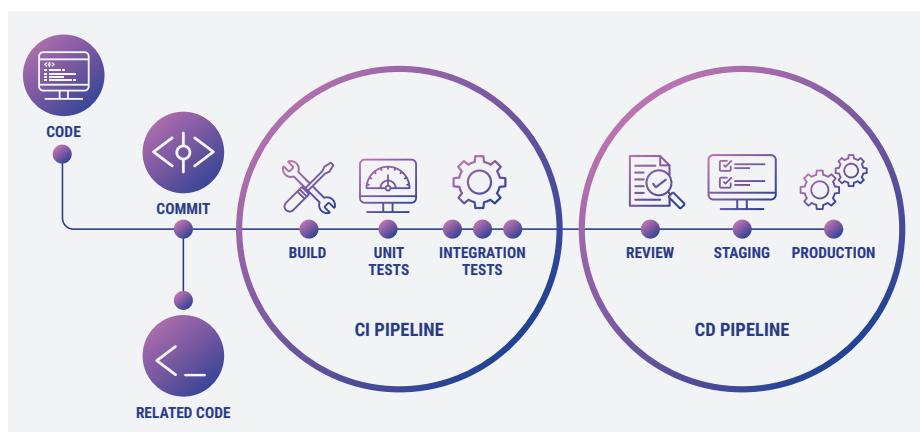 CODE
COMMIT
RELATED CODE
BUILD
UNIT
TESTS
INTEGRATION
TESTS
CI PIPELINE
REVIEW
STAGING
PRODUCTION
CD PIPELINE